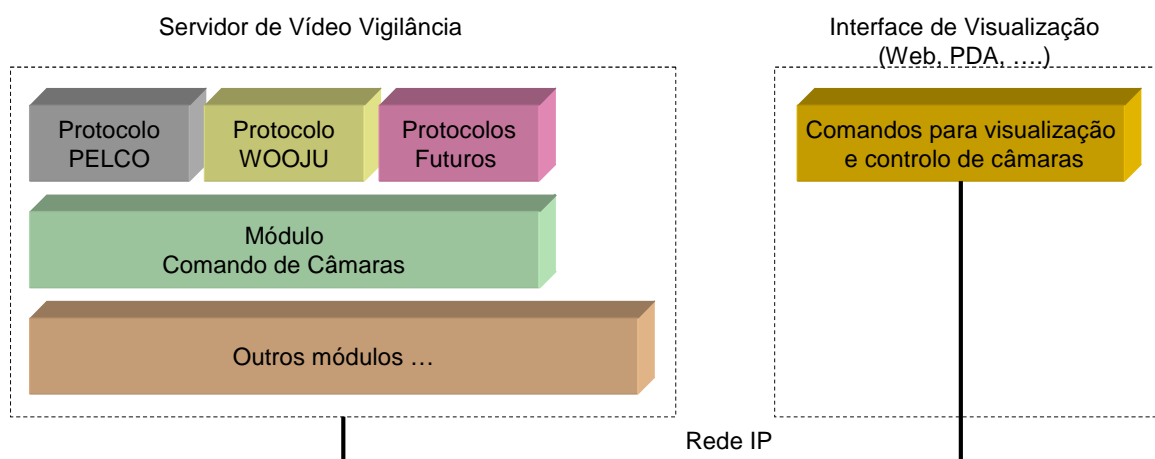 Servidor de Vídeo Vigilância
Interface de Visualização
(Web, PDA, ….)
Protocolo
PELCO
Protocolo
WOOJU
Protocolos
Futuros
Comandos para visualização
e controlo de câmaras
Módulo
Comando de Câmaras
Outros módulos …
Rede IP